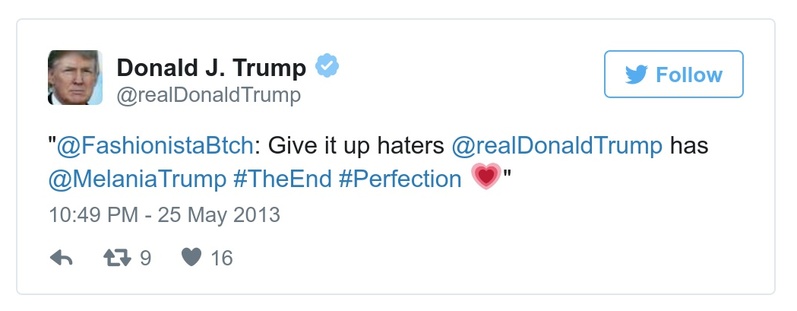 Donald J. Trump
@realDonaldTrump
Follow
"@FashionistaBtch: Give it up haters @realDonaldTrump has
@MelaniaTrump #TheEnd #Perfection 💗"
10:49 PM - 25 May 2013
9 16